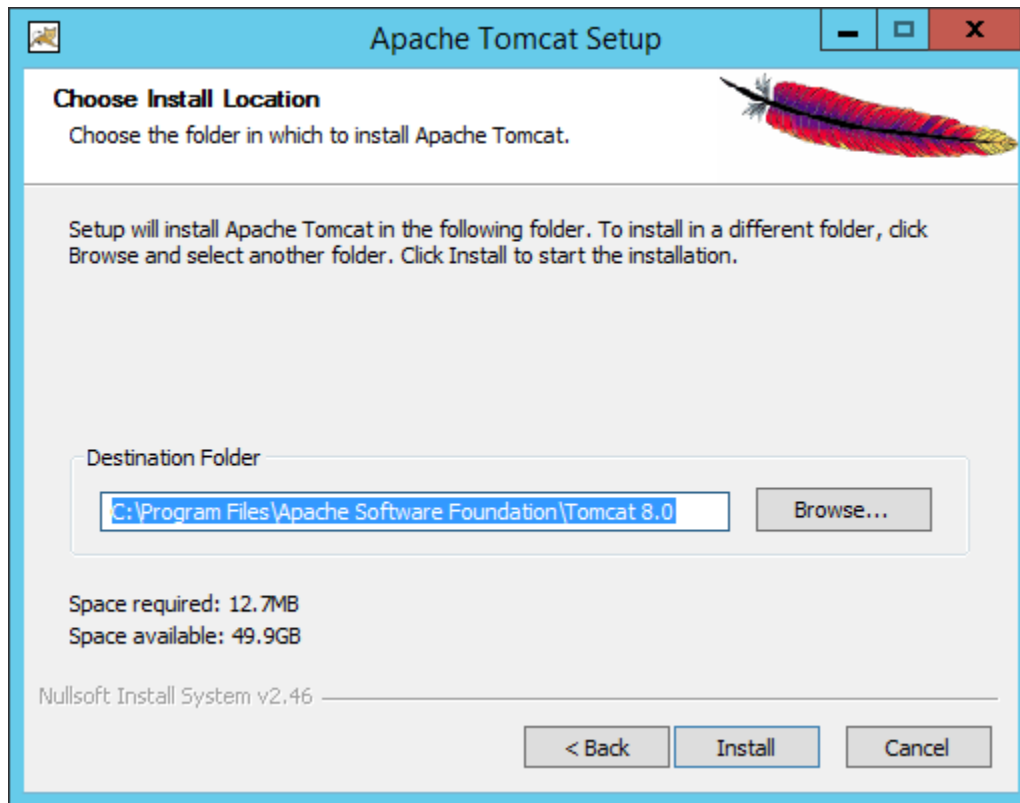 Apache Tomcat Setup
Choose Install Location
Choose the folder in which to install Apache Tomcat.
Setup will install Apache Tomcat in the following folder. To install in a different folder, click
Browse and select another folder. Click Install to start the installation.
Destination Folder
C:\Program Files\Apache Software Foundation\Tomcat 8.0
Browse...
Space required: 12.7MB
Space available: 49.9GB
Nullsoft Install System v2.46
< Back
Install
Cancel